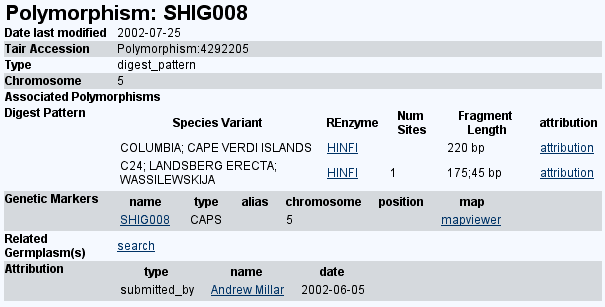 Polymorphism: SHIG008
Date last modified 2002-07-25
Tair Accession Polymorphism:4292205
Type digest_pattern
Chromosome 5
Associated Polymorphisms
Digest Pattern
Species Variant REnzyme Num Sites Fragment Length attribution
COLUMBIA; CAPE VERDI ISLANDS HINFI 220 bp attribution
C24; LANDSBERG ERECTA; WASSILEWSKIJA HINFI 1 175;45 bp attribution
Genetic Markers name type alias chromosome position map
SHIG008 CAPS 5 mapviewer
Related Germplasm(s) search
Attribution type name date
submitted_by Andrew Millar 2002-06-05